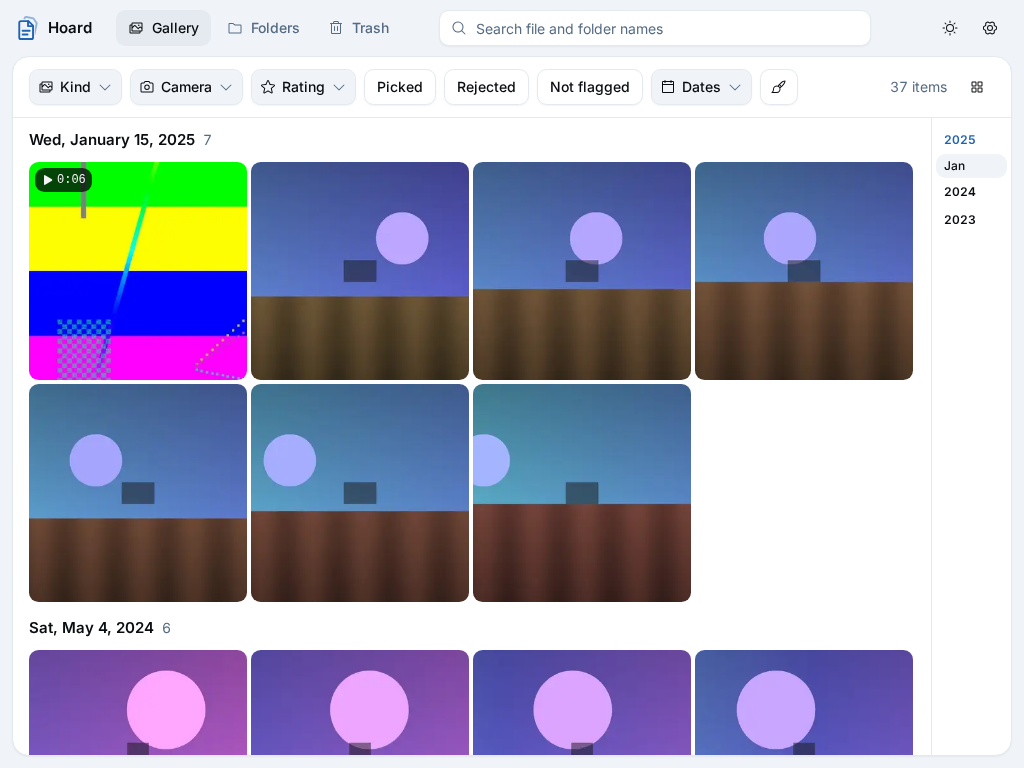 Hoard
Gallery
Folders
Trash
Search file and folder names
Kind
Camera
Rating
Picked
Rejected
Not flagged
Dates
37 items
Wed, January 15, 2025 7
0:06
2025
Jan
2024
2023
Sat, May 4, 2024 6